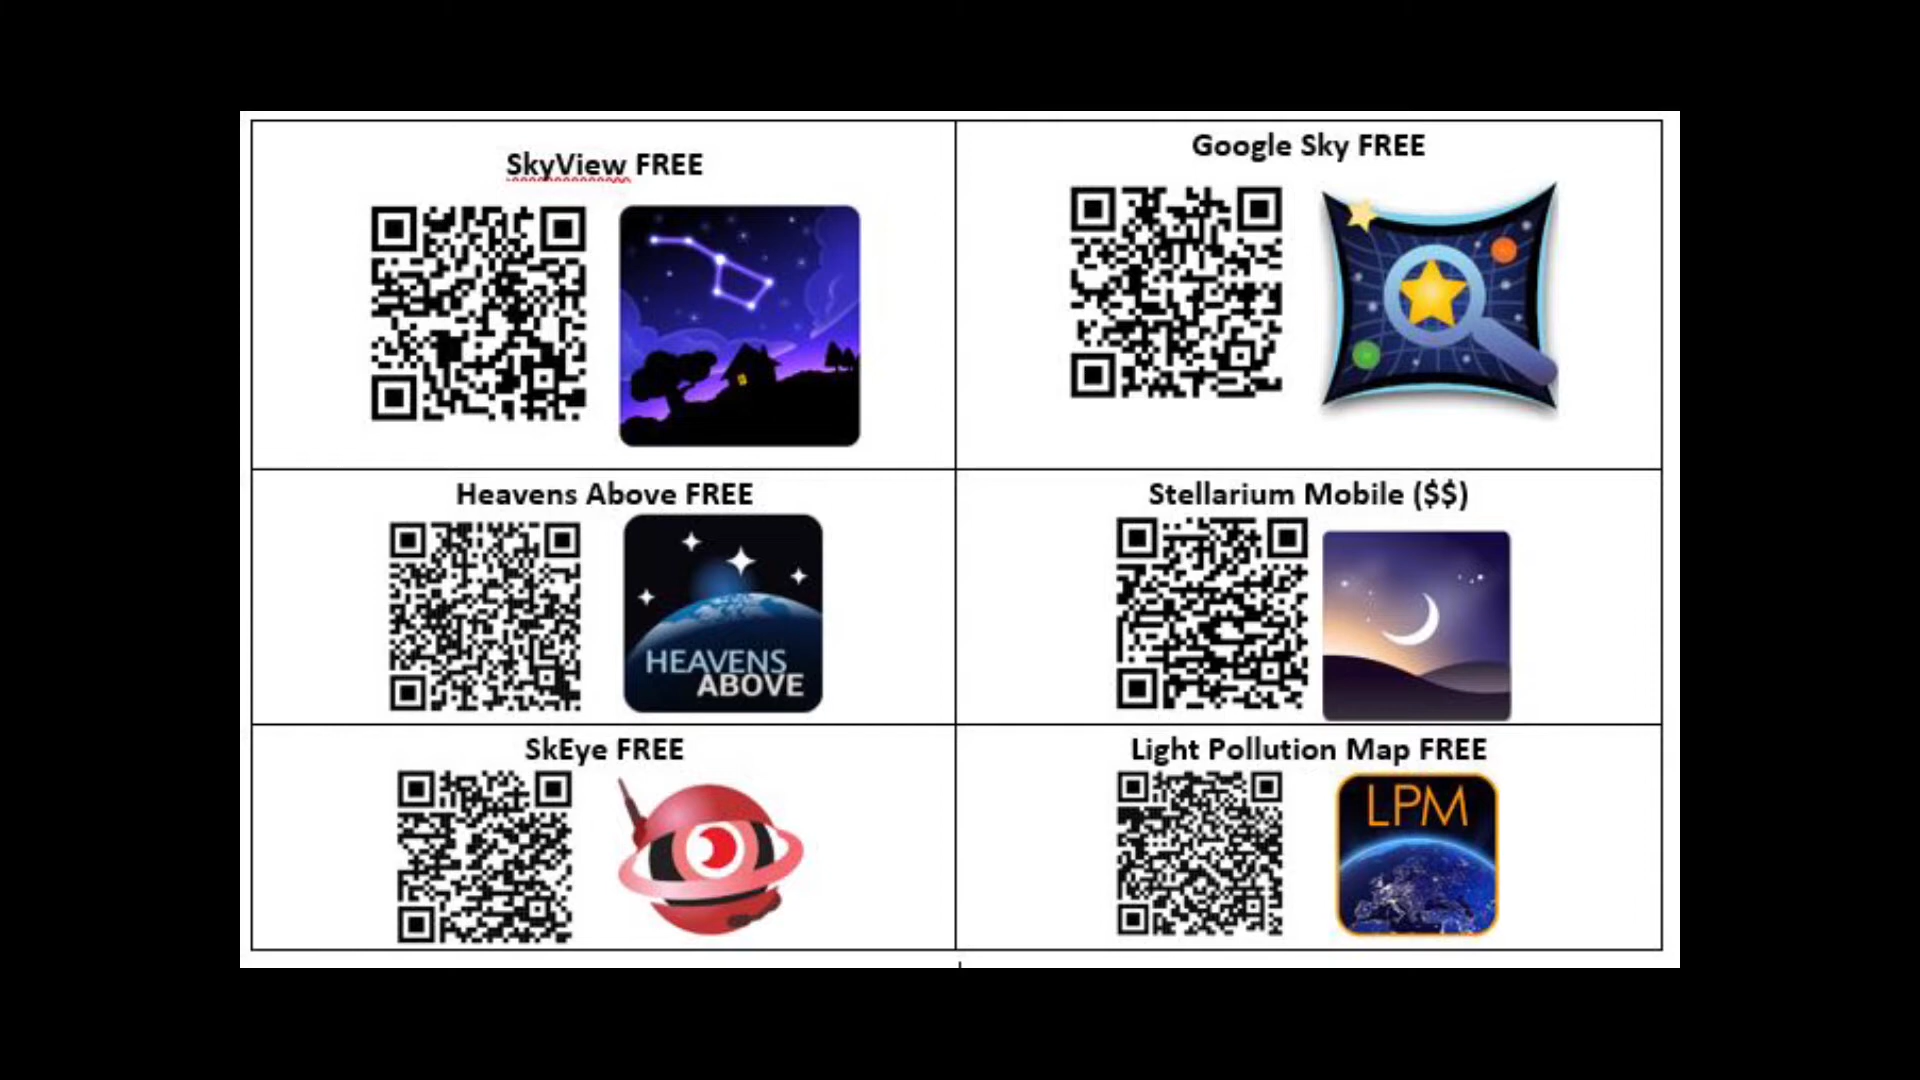 SkyView FREE
Google Sky FREE
Heavens Above FREE
HEAVENS
ABOVE
Stellarium Mobile ($$)
SkEye FREE
Light Pollution Map FREE
LPM